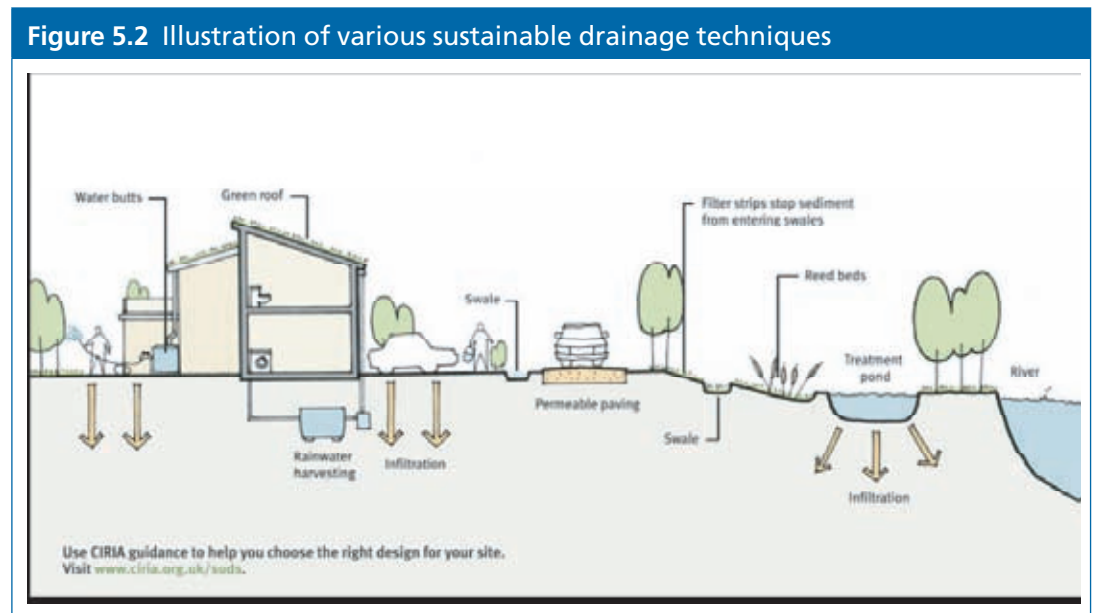 Figure 5.2 Illustration of various sustainable drainage techniques
Water butts
Green roof
Filter strips stop sediment
from entering swales
Swale
Reed beds
Treatment
pond
River
Permeable paving
Swale
Rainwater
harvesting
Infiltration
Infiltration
Use CIRIA guidance to help you choose the right design for your site.
Visit www.ciria.org.uk/suds.